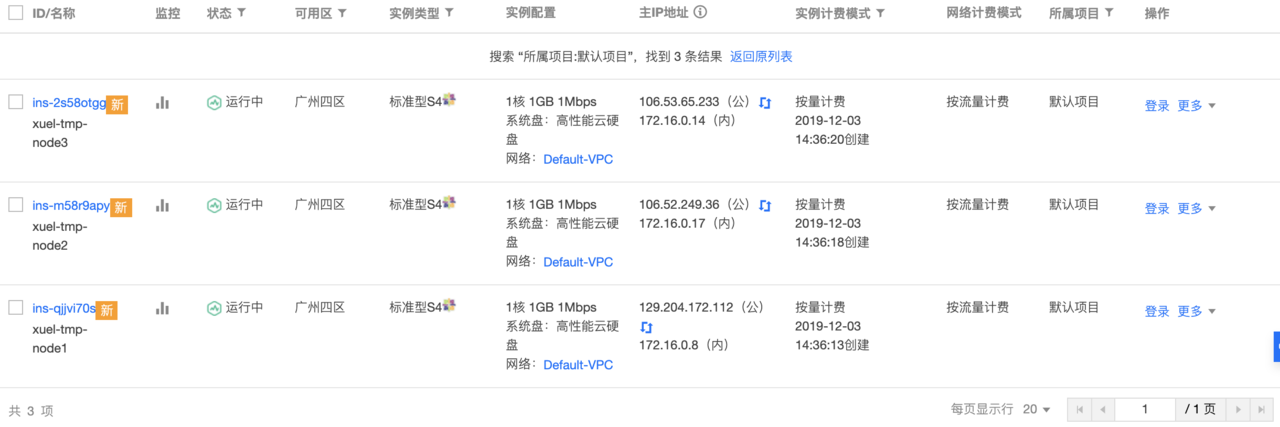 ID/名称 监控 状态 可用区 实例类型 实例配置 主IP地址 实例计费模式 网络计费模式 所属项目 操作
搜索 “所属项目:默认项目”，找到 3 条结果 返回原列表
ins-2s58otgg 新 运行中 广州四区 标准型S4 1核 1GB 1Mbps 106.53.65.233（公） 按量计费 按流量计费 默认项目 登录 更多
xuel-tmp- 系统盘：高性能云硬 172.16.0.14（内） 2019-12-03
node3 盘 14:36:20创建
网络：Default-VPC
ins-m58r9apy 新 运行中 广州四区 标准型S4 1核 1GB 1Mbps 106.52.249.36（公） 按量计费 按流量计费 默认项目 登录 更多
xuel-tmp- 系统盘：高性能云硬 172.16.0.17（内） 2019-12-03
node2 盘 14:36:18创建
网络：Default-VPC
ins-qjjvi70s 新 运行中 广州四区 标准型S4 1核 1GB 1Mbps 129.204.172.112（公） 按量计费 按流量计费 默认项目 登录 更多
xuel-tmp- 系统盘：高性能云硬 2019-12-03
node1 盘 172.16.0.8（内） 14:36:13创建
网络：Default-VPC
共 3 项 每页显示行 20 1 / 1 页